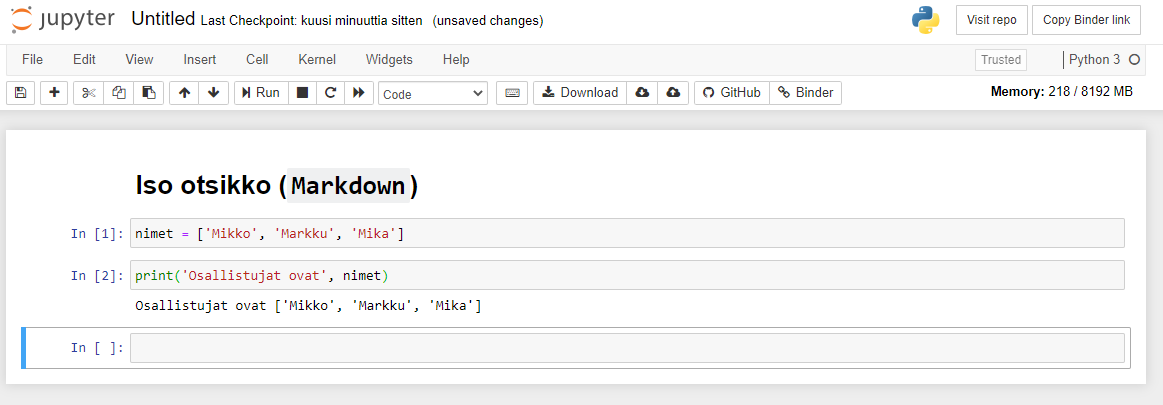 jupyter Untitled Last Checkpoint: kuusi minuuttia sitten (unsaved changes) Visit repo Copy Binder link
File Edit View Insert Cell Kernel Widgets Help Trusted Python 3
Run Code Download GitHub Binder Memory: 218 / 8192 MB
Iso otsikko (Markdown)
In [1]: nimet = ['Mikko', 'Markku', 'Mika']
In [2]: print('Osallistujat ovat', nimet)
Osallistujat ovat ['Mikko', 'Markku', 'Mika']
In [ ]: